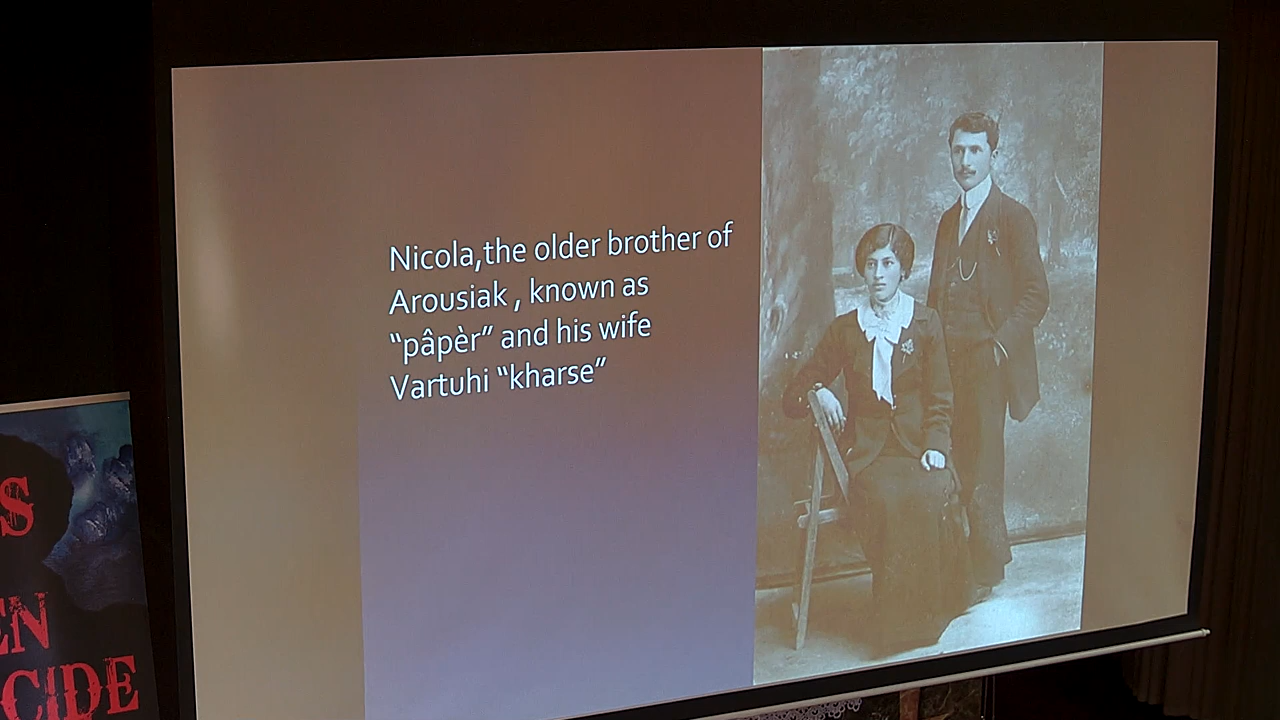 Nicola,the older brother of
Arousiak , known as
“pâpèr” and his wife
Vartuhi “kharse”
S
EN
CIDE